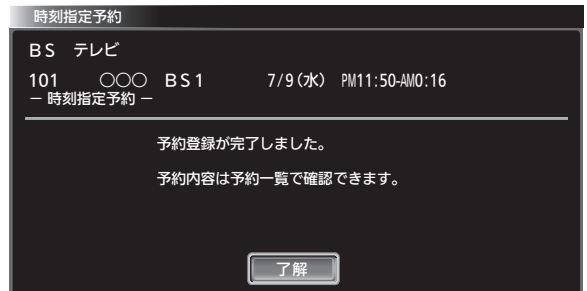 時刻指定予約
BS テレビ
101 ○○○ BS1 7/9(水) PM11:50-AM0:16
— 時刻指定予約 —
予約登録が完了しました。
予約内容は予約一覧で確認できます。
了解